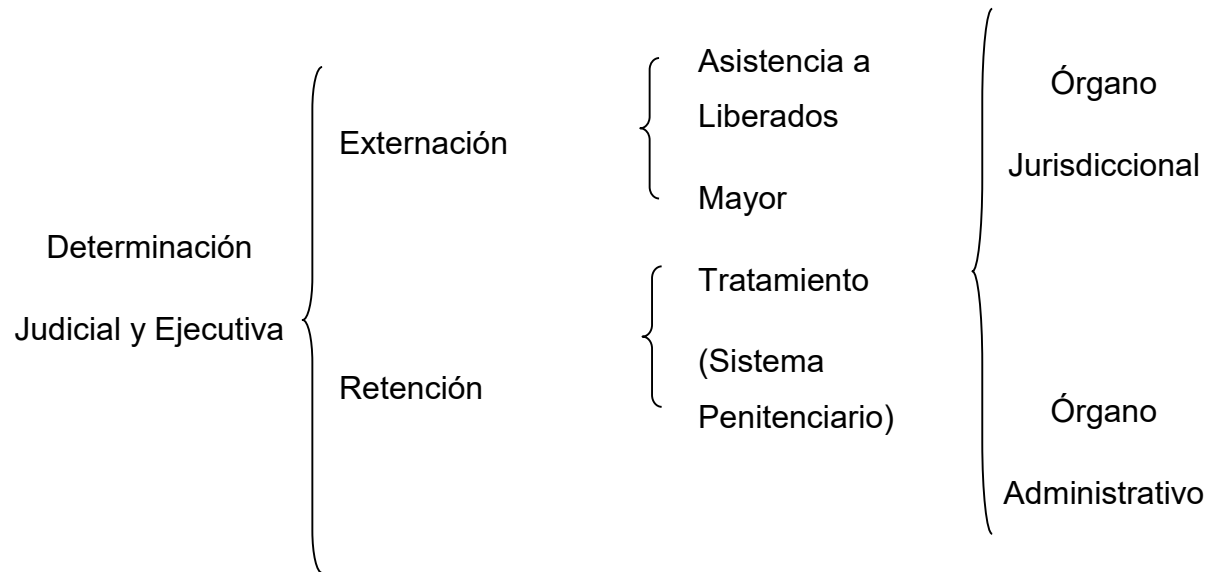 Determinación
Judicial y Ejecutiva
Externación
Retención
Asistencia a
Liberados
Mayor
Tratamiento
(Sistema
Penitenciario)
Órgano
Jurisdiccional
Órgano
Administrativo